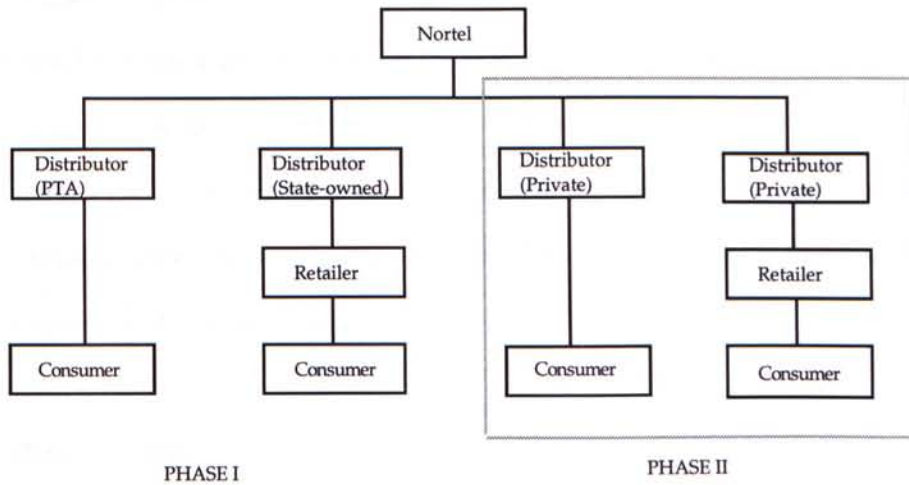 Nortel
Distributor
(PTA)
Distributor
(State-owned)
Distributor
(Private)
Distributor
(Private)
Retailer
Retailer
Consumer
Consumer
Consumer
Consumer
PHASE I
PHASE II